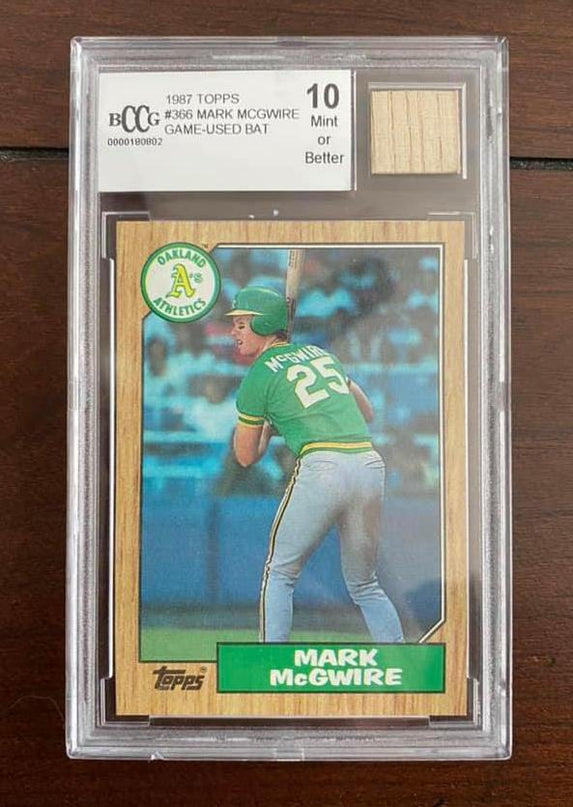 BCCG
0000180802
1987 TOPPS
#366 MARK MCGWIRE
GAME-USED BAT
10
Mint
or
Better
OAKLAND
A's
ATHLETICS
TM
McGWIRE
25
topps®
MARK
McGWIRE